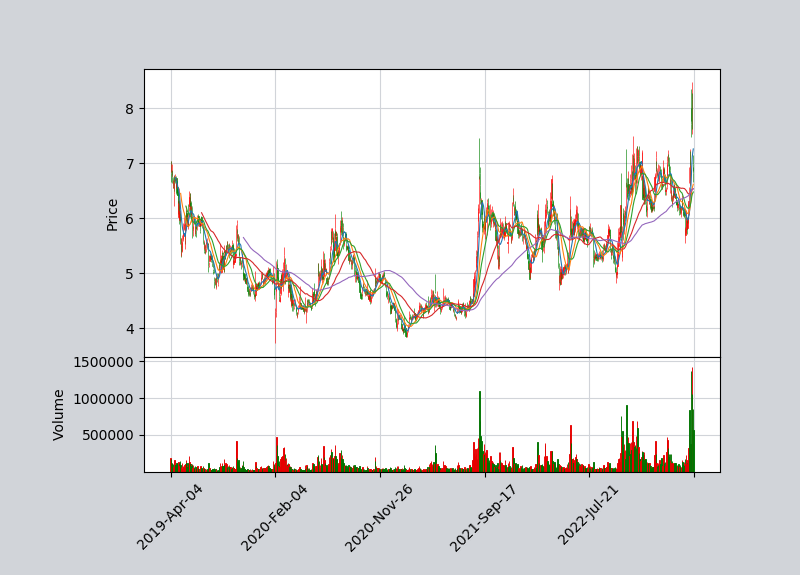 8
7
6
5
4
Price
1500000
1000000
500000
Volume
2019-Apr-04
2020-Feb-04
2020-Nov-26
2021-Sep-17
2022-Jul-21